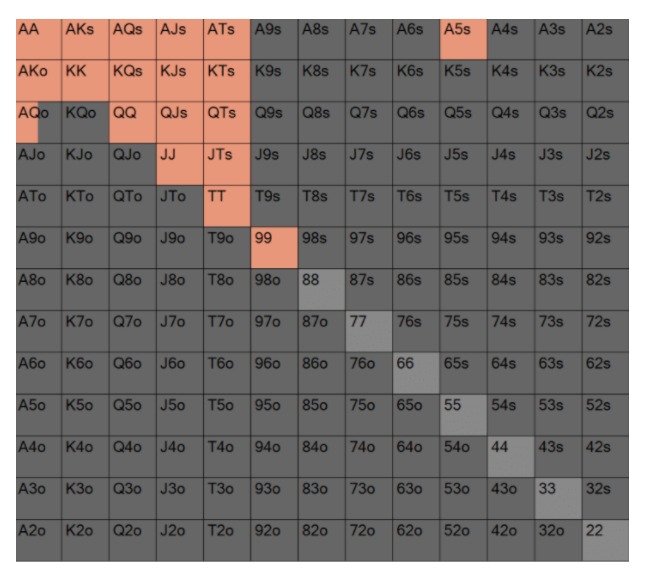 AA AKs AQs AJs ATs A9s A8s A7s A6s A5s A4s A3s A2s
AKo KK KQs KJs KTs K9s K8s K7s K6s K5s K4s K3s K2s
AQo KQo QQ QJs QTs Q9s Q8s Q7s Q6s Q5s Q4s Q3s Q2s
AJo KJo QJo JJ JTs J9s J8s J7s J6s J5s J4s J3s J2s
ATo KTo QTo JTo TT T9s T8s T7s T6s T5s T4s T3s T2s
A9o K9o Q9o J9o T9o 99 98s 97s 96s 95s 94s 93s 92s
A8o K8o Q8o J8o T8o 98o 88 87s 86s 85s 84s 83s 82s
A7o K7o Q7o J7o T7o 97o 87o 77 76s 75s 74s 73s 72s
A6o K6o Q6o J6o T6o 96o 86o 76o 66 65s 64s 63s 62s
A5o K5o Q5o J5o T5o 95o 85o 75o 65o 55 54s 53s 52s
A4o K4o Q4o J4o T4o 94o 84o 74o 64o 54o 44 43s 42s
A3o K3o Q3o J3o T3o 93o 83o 73o 63o 53o 43o 33 32s
A2o K2o Q2o J2o T2o 92o 82o 72o 62o 52o 42o 32o 22